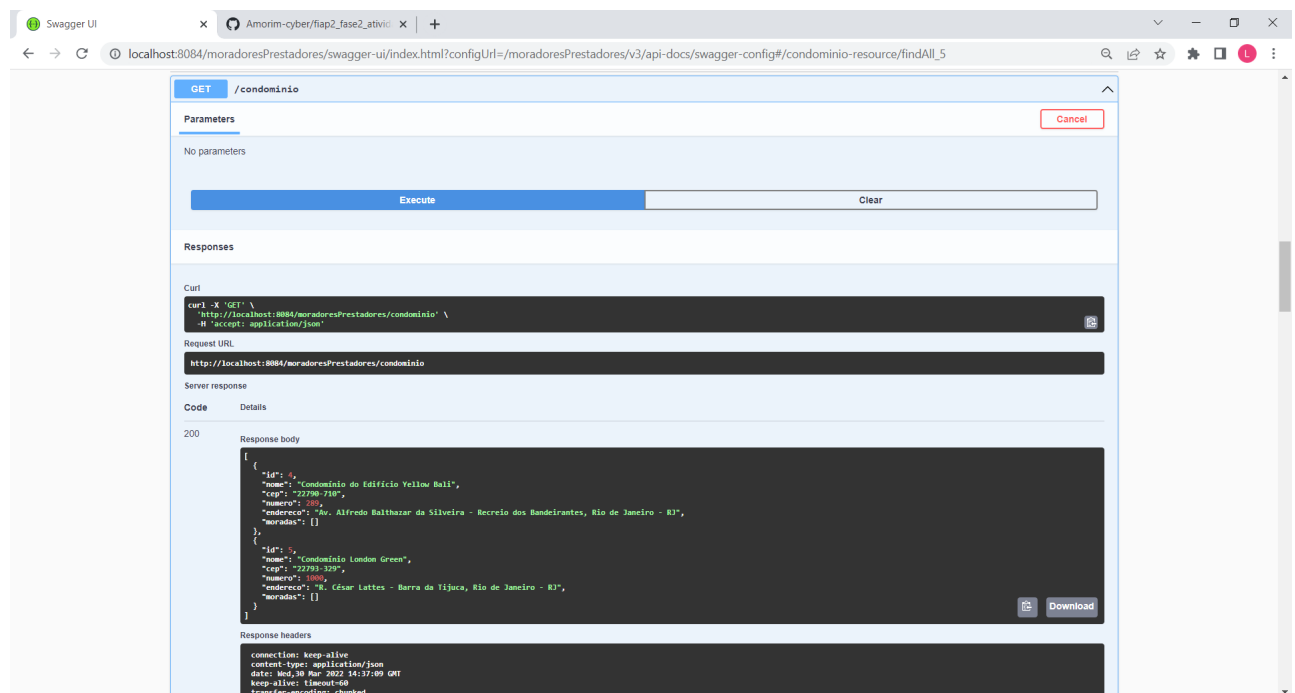 Swagger UI
Amorim-cyber/fiap2_fase2_ativid
localhost:8084/moradoresPrestadores/swagger-ui/index.html?configUrl=/moradoresPrestadores/v3/api-docs/swagger-config#/condominio-resource/findAll_5
L
GET /condominio
Parameters
Cancel
No parameters
Execute
Clear
Responses
Curl
curl -X 'GET' \
'http://localhost:8084/moradoresPrestadores/condominio' \
-H 'accept: application/json'
Request URL
http://localhost:8084/moradoresPrestadores/condominio
Server response
Code Details
200
Response body
[
{
"id": 4,
"nome": "Condomínio do Edifício Yellow Bali",
"cep": "22790-710",
"numero": 289,
"endereco": "Av. Alfredo Balthazar da Silveira - Recreio dos Bandeirantes, Rio de Janeiro - RJ",
"moradas": []
},
{
"id": 5,
"nome": "Condomínio London Green",
"cep": "22793-329",
"numero": 1000,
"endereco": "R. César Lattes - Barra da Tijuca, Rio de Janeiro - RJ",
"moradas": []
}
]
Download
Response headers
connection: keep-alive
content-type: application/json
date: Wed,30 Mar 2022 14:37:09 GMT
keep-alive: timeout=60
transfer-encoding: chunked